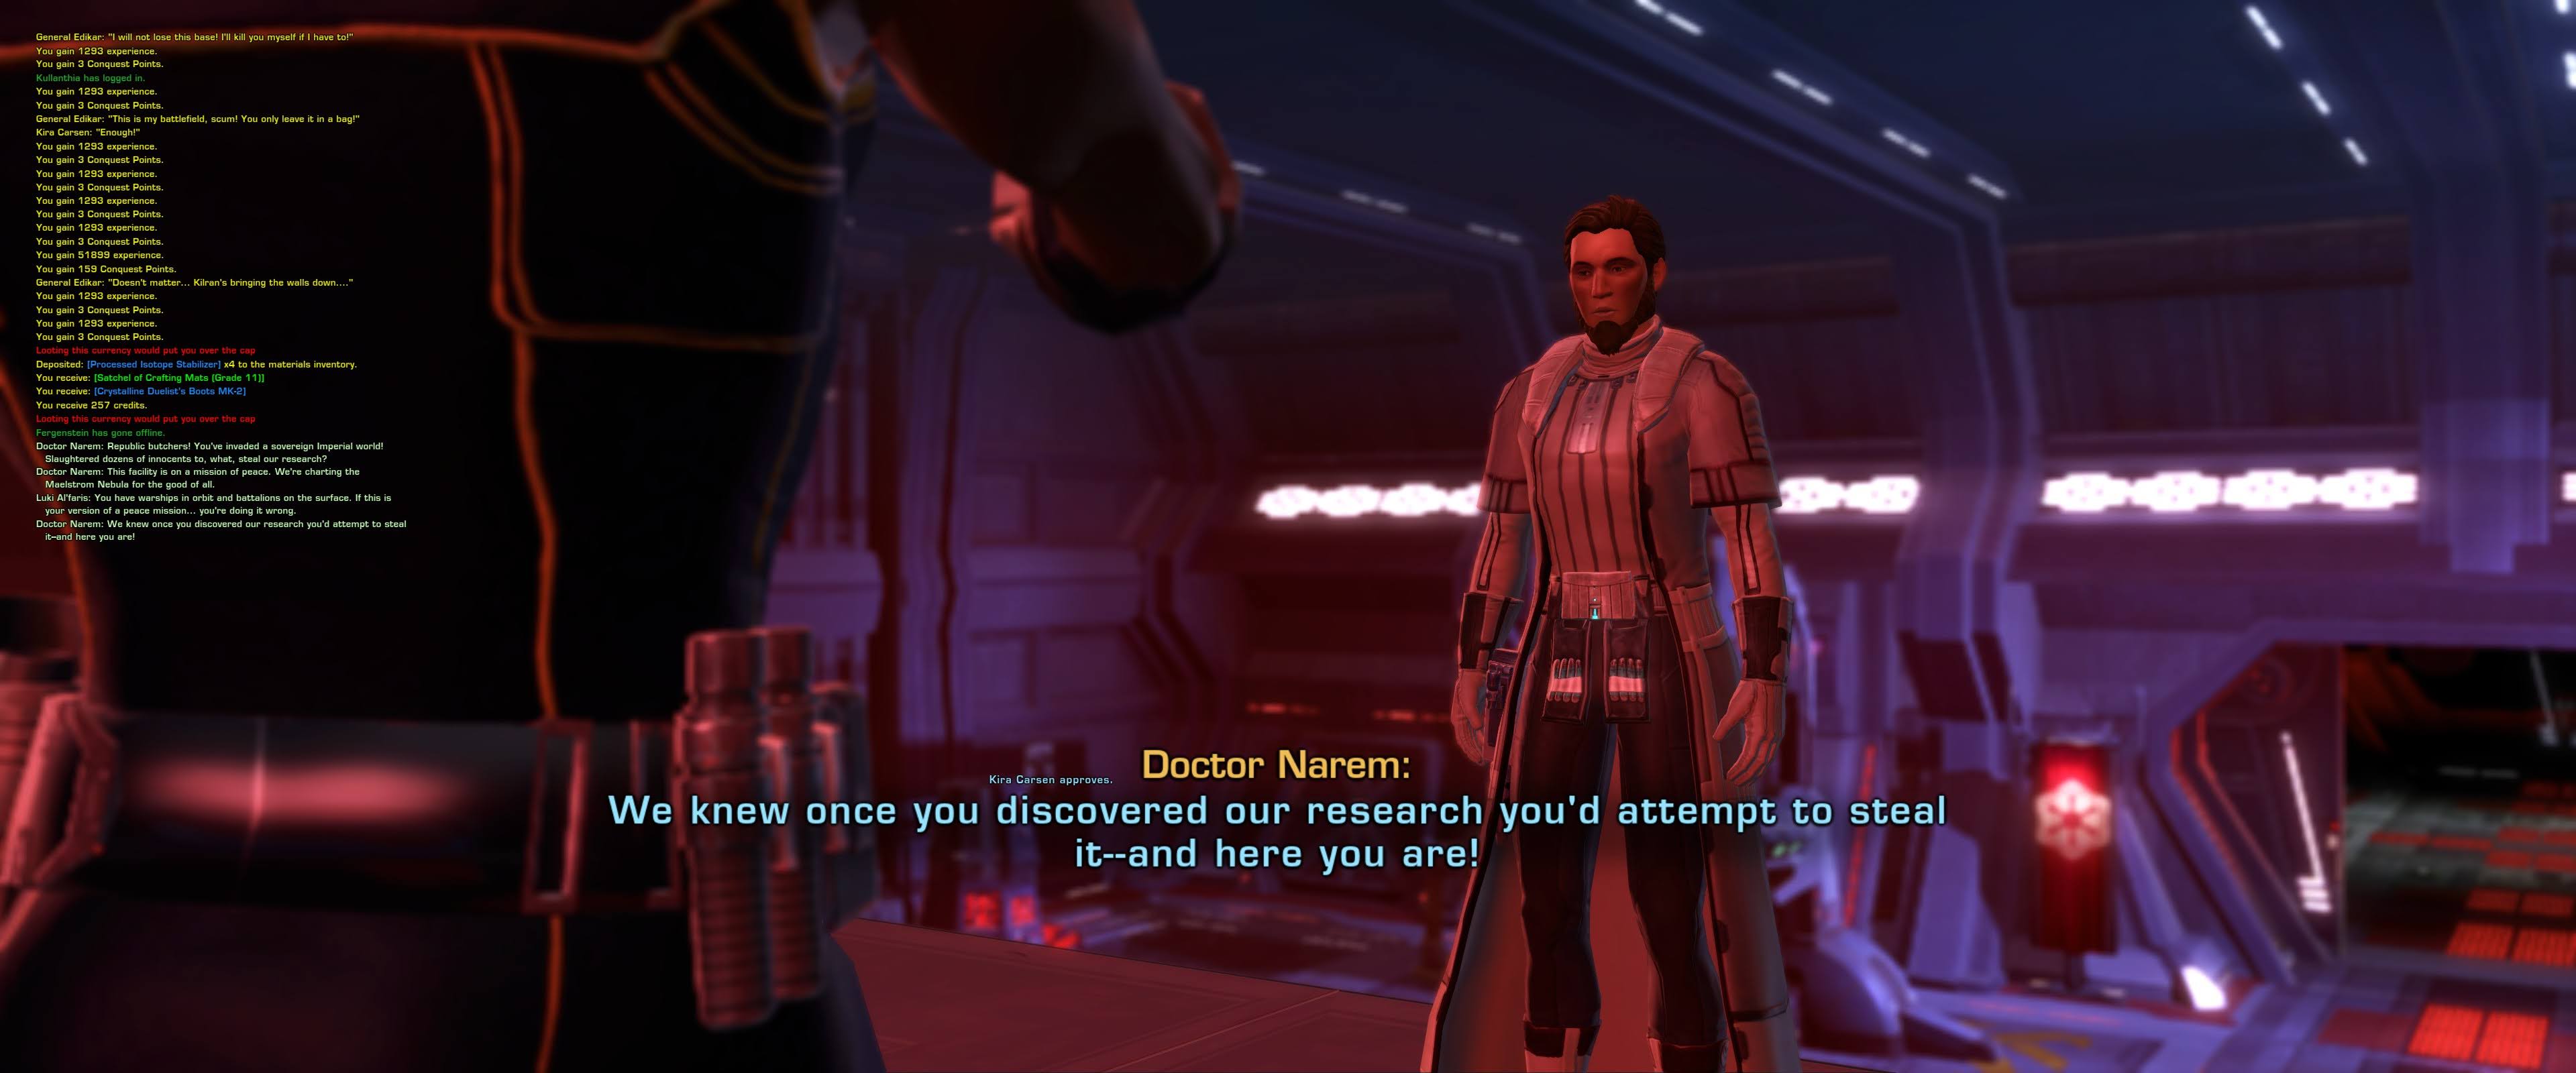 General Edikar: "I will not lose this base! I'll kill you myself if I have to!"
You gain 1293 experience.
You gain 3 Conquest Points.
Kullanthia has logged in.
You gain 1293 experience.
You gain 3 Conquest Points.
General Edikar: "This is my battlefield, scum! You only leave it in a bag!"
Kira Carsen: "Enough!"
You gain 1293 experience.
You gain 3 Conquest Points.
You gain 1293 experience.
You gain 3 Conquest Points.
You gain 1293 experience.
You gain 3 Conquest Points.
You gain 1293 experience.
You gain 3 Conquest Points.
You gain 51899 experience.
You gain 159 Conquest Points.
General Edikar: "Doesn't matter... Kilran's bringing the walls down...."
You gain 1293 experience.
You gain 3 Conquest Points.
You gain 1293 experience.
You gain 3 Conquest Points.
Looting this currency would put you over the cap
Deposited: [Processed Isotope Stabilizer] x4 to the materials inventory.
You receive: [Satchel of Crafting Mats (Grade 11)]
You receive: [Crystalline Duelist's Boots MK-2]
You receive 257 credits.
Looting this currency would put you over the cap
Fergenstein has gone offline.
Doctor Narem: Republic butchers! You've invaded a sovereign Imperial world!
Slaughtered dozens of innocents to, what, steal our research?
Doctor Narem: This facility is on a mission of peace. We're charting the
Maelstrom Nebula for the good of all.
Luki Al'faris: You have warships in orbit and battalions on the surface. If this is
your version of a peace mission... you're doing it wrong.
Doctor Narem: We knew once you discovered our research you'd attempt to steal
it--and here you are!
Kira Carsen approves.
Doctor Narem:
We knew once you discovered our research you'd attempt to steal
it--and here you are!